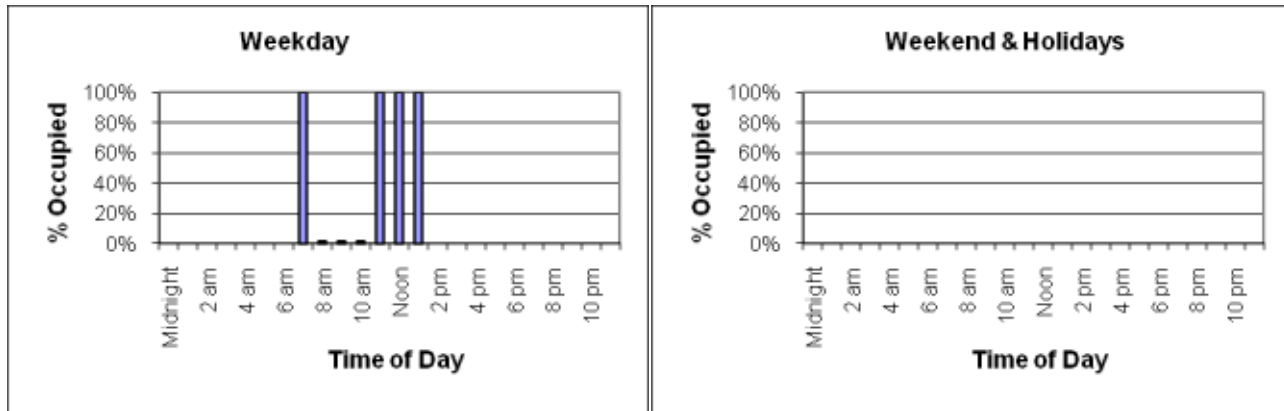 Weekday
% Occupied
100%
80%
60%
40%
20%
0%
Midnight
2 am
4 am
6 am
8 am
10 am
Noon
2 pm
4 pm
6 pm
8 pm
10 pm
Time of Day
Weekend & Holidays
% Occupied
100%
80%
60%
40%
20%
0%
Midnight
2 am
4 am
6 am
8 am
10 am
Noon
2 pm
4 pm
6 pm
8 pm
10 pm
Time of Day